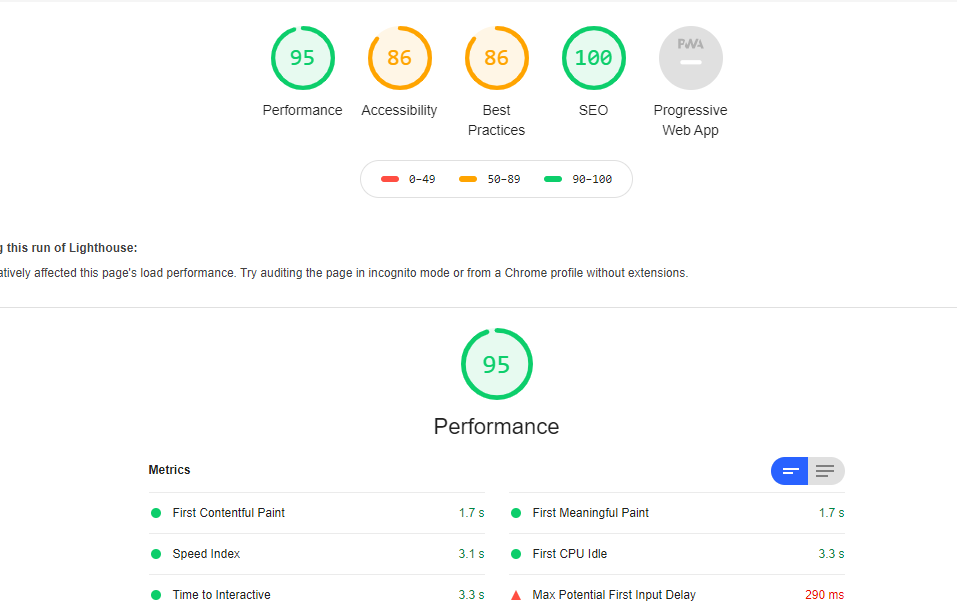 95
86
86
100
PWA
Performance
Accessibility
Best
Practices
SEO
Progressive
Web App
0–49
50–89
90–100
this run of Lighthouse:
affected this page's load performance. Try auditing the page in incognito mode or from a Chrome profile without extensions.
95
Performance
Metrics
First Contentful Paint 1.7 s
First Meaningful Paint 1.7 s
Speed Index 3.1 s
First CPU Idle 3.3 s
Time to Interactive 3.3 s
Max Potential First Input Delay 290 ms